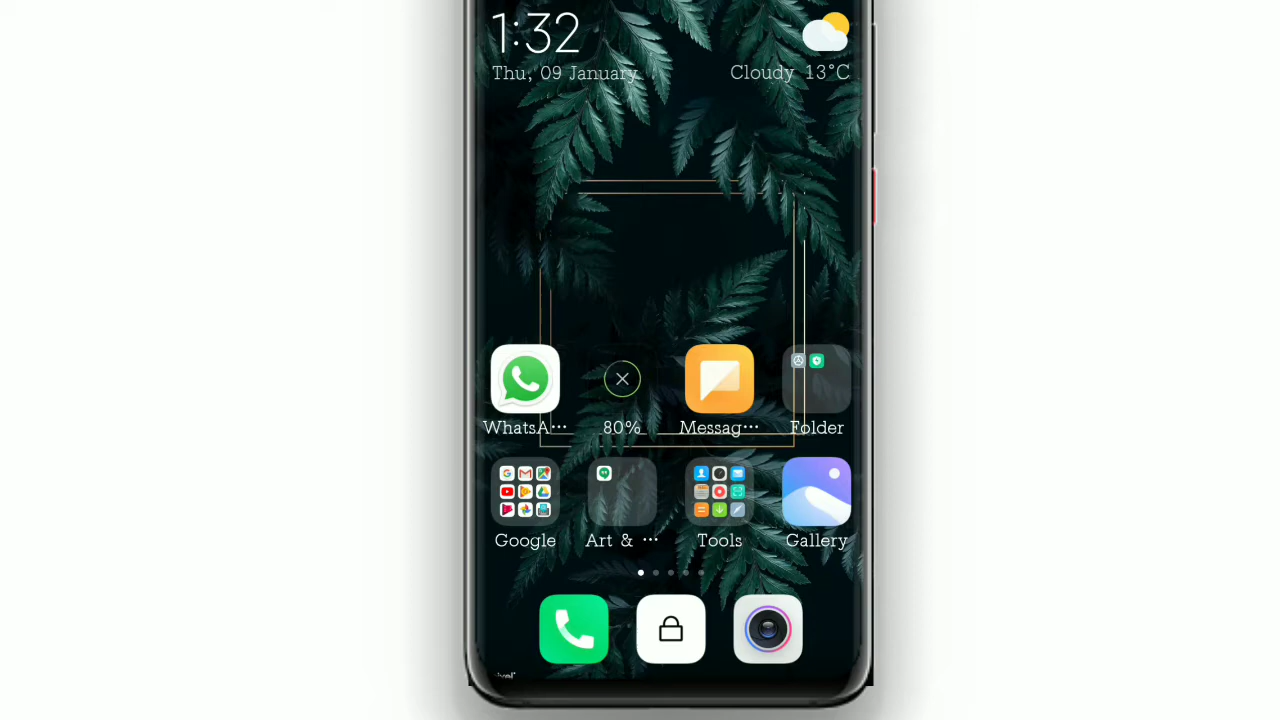 1:32
Thu, 09 January
Cloudy 13°C
WhatsA···
80%
Messag···
Folder
Google
Art & ···
Tools
Gallery